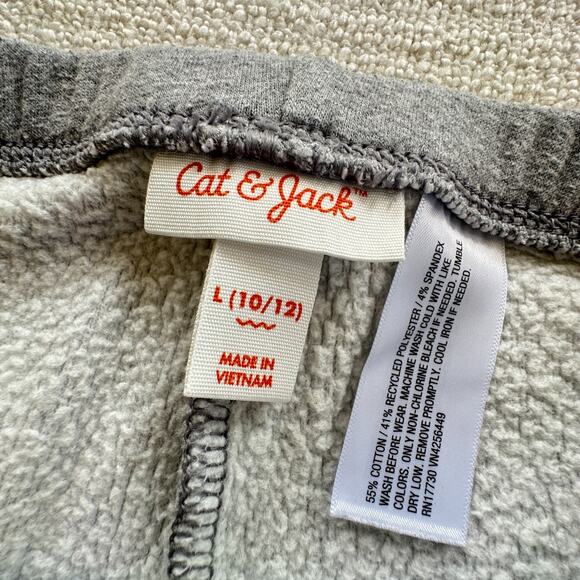 Cat & Jack™
L (10/12)
MADE IN
VIETNAM
55% COTTON / 41% RECYCLED POLYESTER / 4% SPANDEX
WASH BEFORE WEAR. MACHINE WASH COLD WITH LIKE
COLORS. ONLY NON-CHLORINE BLEACH IF NEEDED. TUMBLE
DRY LOW. REMOVE PROMPTLY. COOL IRON IF NEEDED.
RN17730 VN4256449